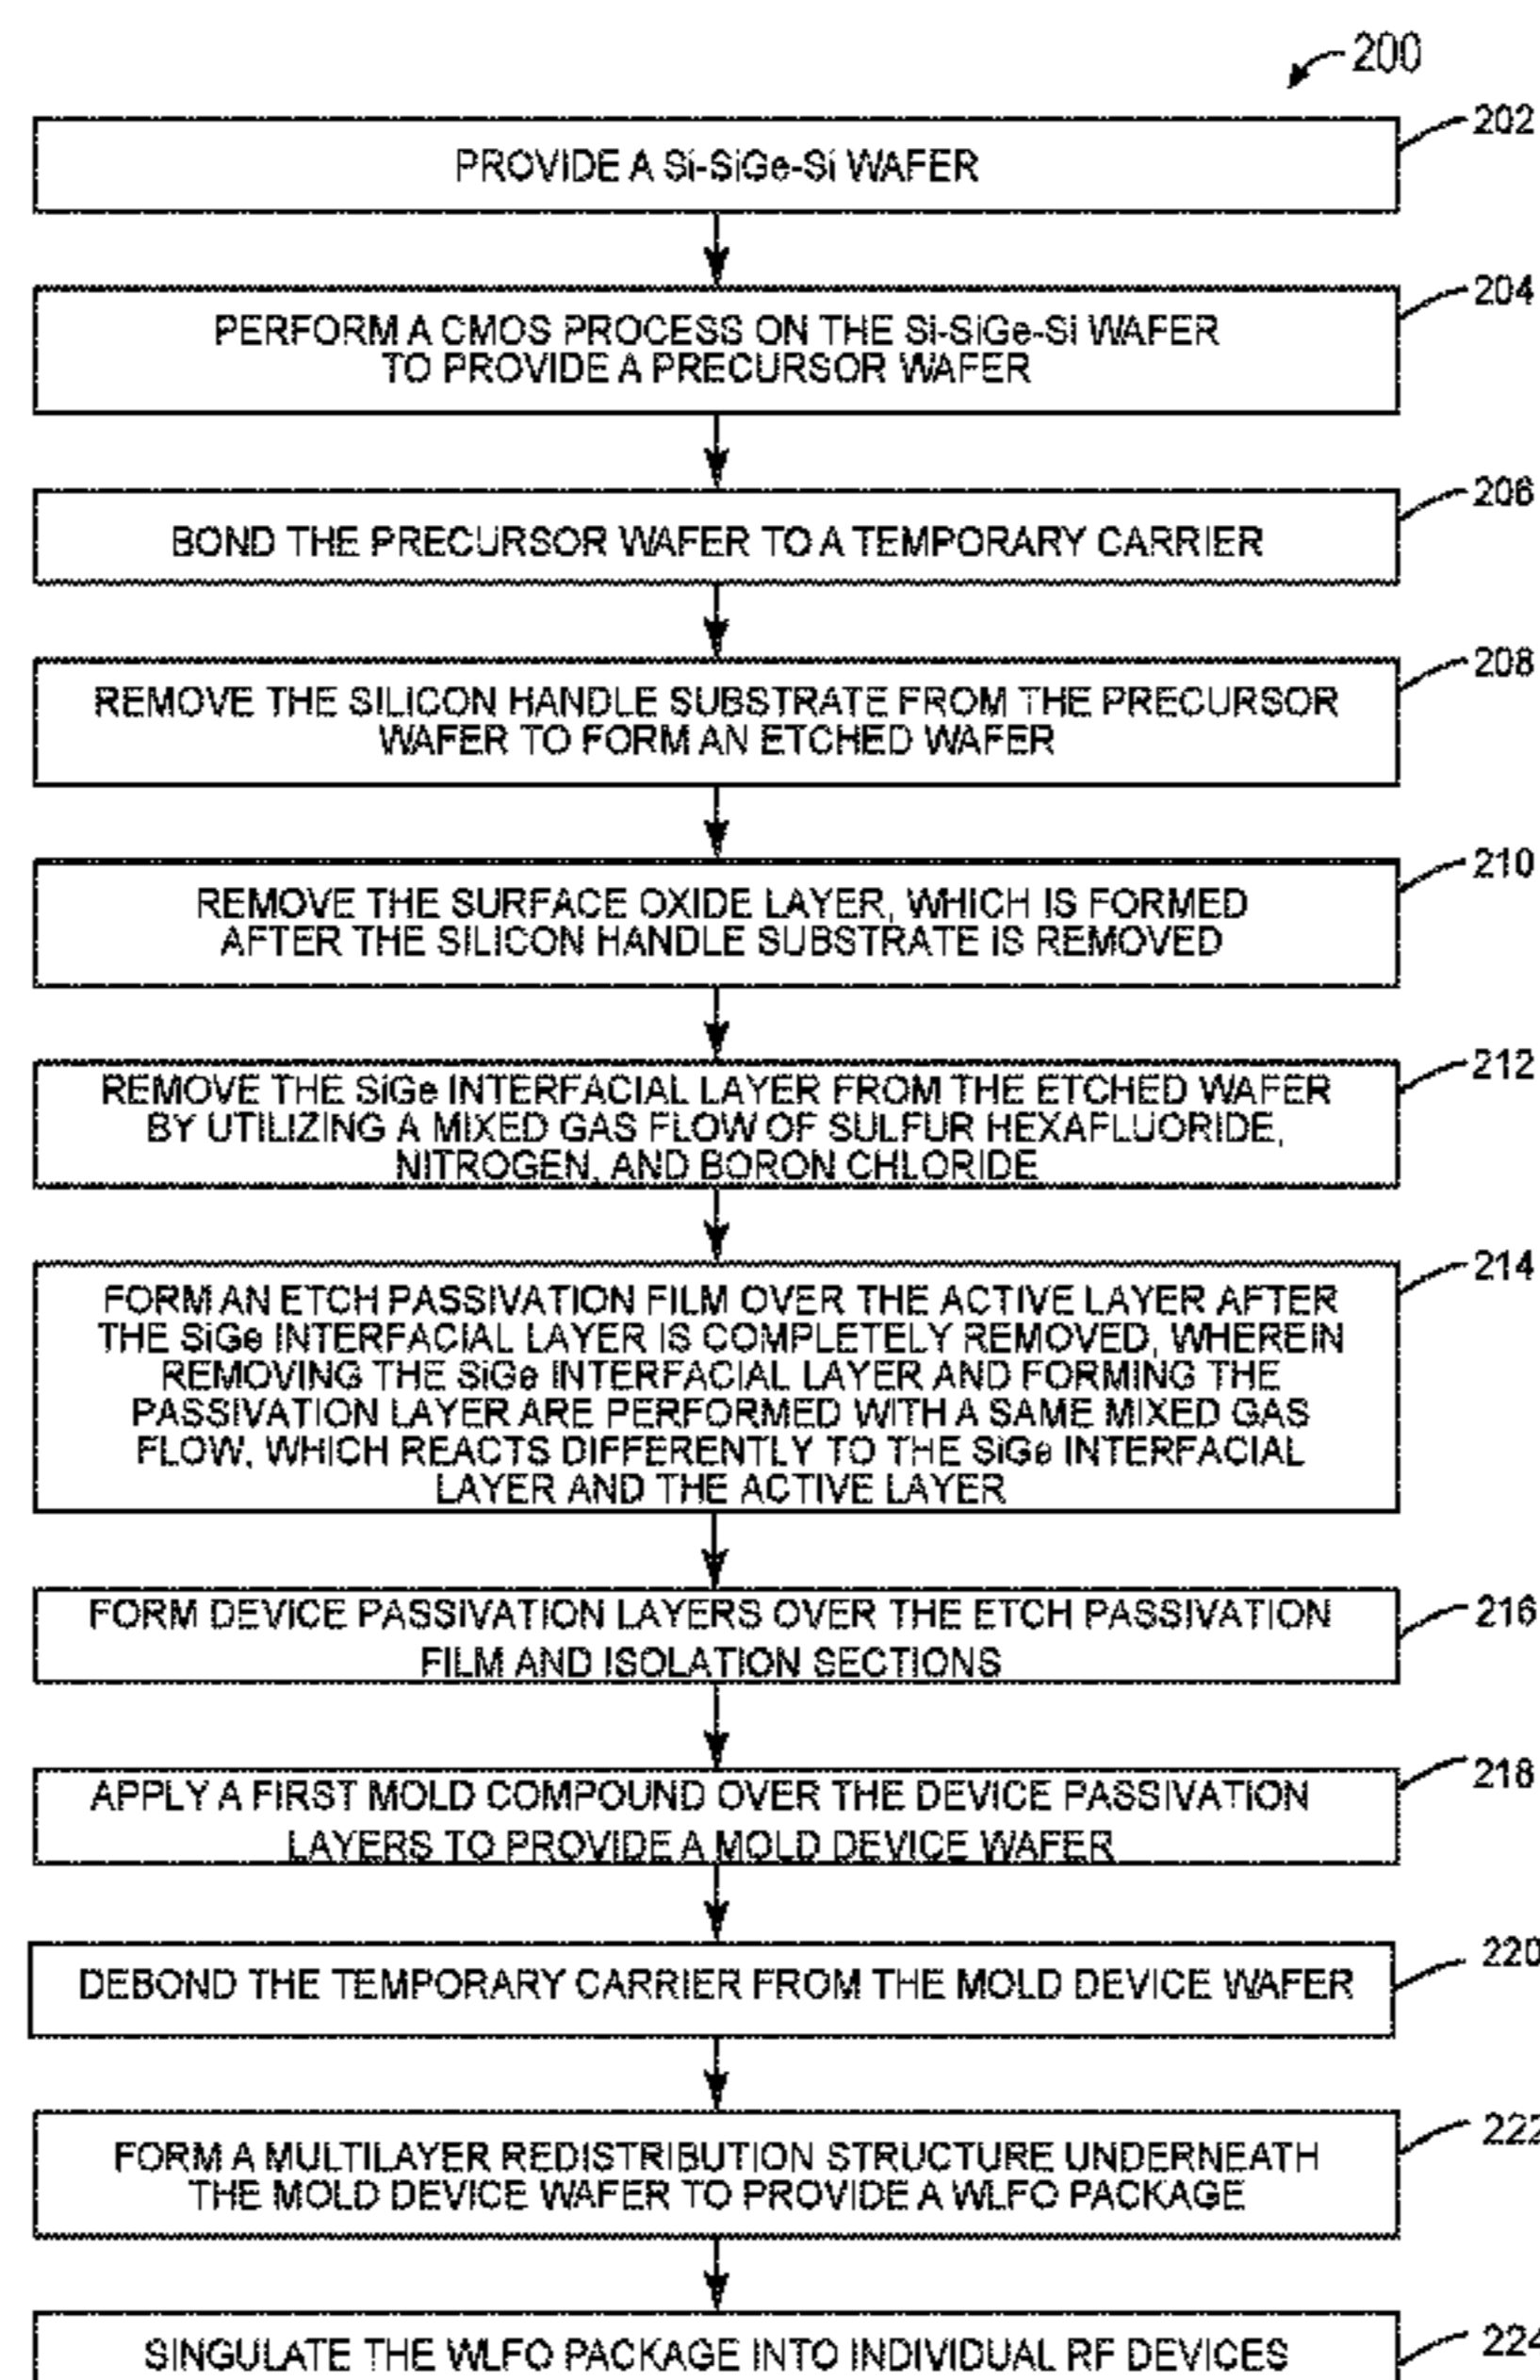 200
202
PROVIDE A Si-SiGe-Si WAFER
204
PERFORM A CMOS PROCESS ON THE Si-SiGe-Si WAFER
TO PROVIDE A PRECURSOR WAFER
206
BOND THE PRECURSOR WAFER TO A TEMPORARY CARRIER
208
REMOVE THE SILICON HANDLE SUBSTRATE FROM THE PRECURSOR
WAFER TO FORM AN ETCHED WAFER
210
REMOVE THE SURFACE OXIDE LAYER, WHICH IS FORMED
AFTER THE SILICON HANDLE SUBSTRATE IS REMOVED
212
REMOVE THE SiGe INTERFACIAL LAYER FROM THE ETCHED WAFER
BY UTILIZING A MIXED GAS FLOW OF SULFUR HEXAFLUORIDE,
NITROGEN, AND BORON CHLORIDE
214
FORM AN ETCH PASSIVATION FILM OVER THE ACTIVE LAYER AFTER
THE SiGe INTERFACIAL LAYER IS COMPLETELY REMOVED, WHEREIN
REMOVING THE SiGe INTERFACIAL LAYER AND FORMING THE
PASSIVATION LAYER ARE PERFORMED WITH A SAME MIXED GAS
FLOW, WHICH REACTS DIFFERENTLY TO THE SiGe INTERFACIAL
LAYER AND THE ACTIVE LAYER
216
FORM DEVICE PASSIVATION LAYERS OVER THE ETCH PASSIVATION
FILM AND ISOLATION SECTIONS
218
APPLY A FIRST MOLD COMPOUND OVER THE DEVICE PASSIVATION
LAYERS TO PROVIDE A MOLD DEVICE WAFER
220
DEBOND THE TEMPORARY CARRIER FROM THE MOLD DEVICE WAFER
222
FORM A MULTILAYER REDISTRIBUTION STRUCTURE UNDERNEATH
THE MOLD DEVICE WAFER TO PROVIDE A WLFO PACKAGE
224
SINGULATE THE WLFO PACKAGE INTO INDIVIDUAL RF DEVICES